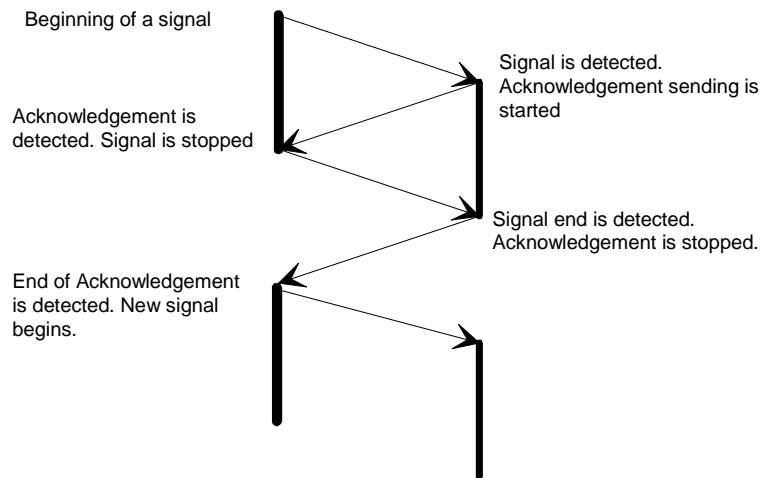 Beginning of a signal
Signal is detected.
Acknowledgement sending is
started
Acknowledgement is
detected. Signal is stopped
Signal end is detected.
Acknowledgement is stopped.
End of Acknowledgement
is detected. New signal
begins.